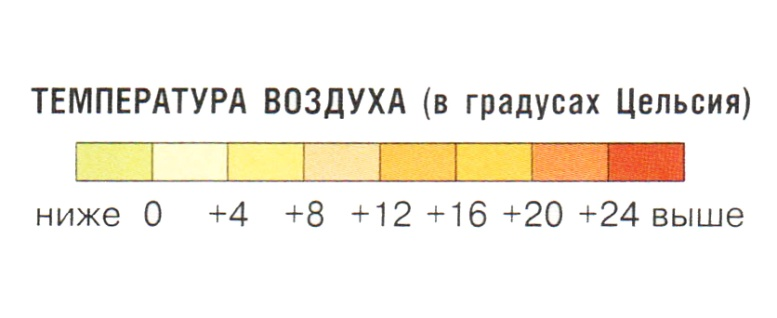 ТЕМПЕРАТУРА ВОЗДУХА (в градусах Цельсия)
ниже 0 +4 +8 +12 +16 +20 +24 выше